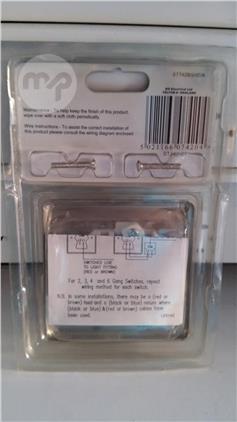 mp
BG Electrical Ltd
Maintenance - To help keep the finish of this product,
wipe over with a soft cloth periodically.
Wire Instructions - To assist the correct installation of
this product please consult the wiring diagram enclosed
SWITCHED LIVE
TO LIGHT FITTING
(RED or BROWN)
For 2, 3, 4 and 6 Gang Switches, repeat
wiring method for each switch.
N.B. In some installations, there may be a (red or
brown) feed and a (black or blue) return where
(black or blue) & (red or brown) cables have
been used.